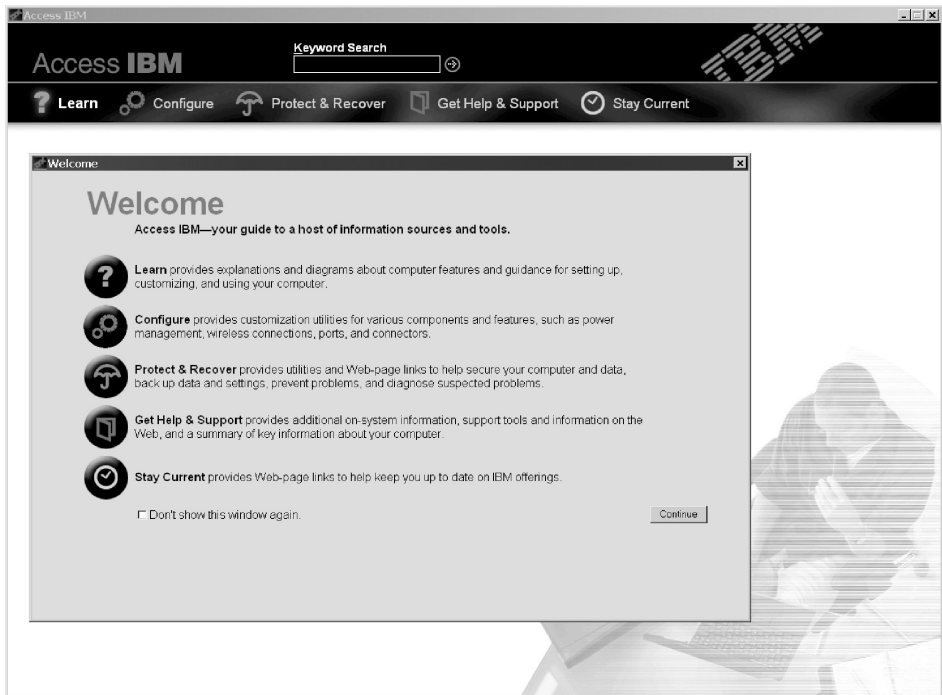 Access IBM
Keyword Search
Access IBM
IBM
Learn Configure Protect & Recover Get Help & Support Stay Current
Welcome
Welcome
Access IBM—your guide to a host of information sources and tools.
Learn provides explanations and diagrams about computer features and guidance for setting up,
customizing, and using your computer.
Configure provides customization utilities for various components and features, such as power
management, wireless connections, ports, and connectors.
Protect & Recover provides utilities and Web-page links to help secure your computer and data,
back up data and settings, prevent problems, and diagnose suspected problems.
Get Help & Support provides additional on-system information, support tools and information on the
Web, and a summary of key information about your computer.
Stay Current provides Web-page links to help keep you up to date on IBM offerings.
Don't show this window again.
Continue